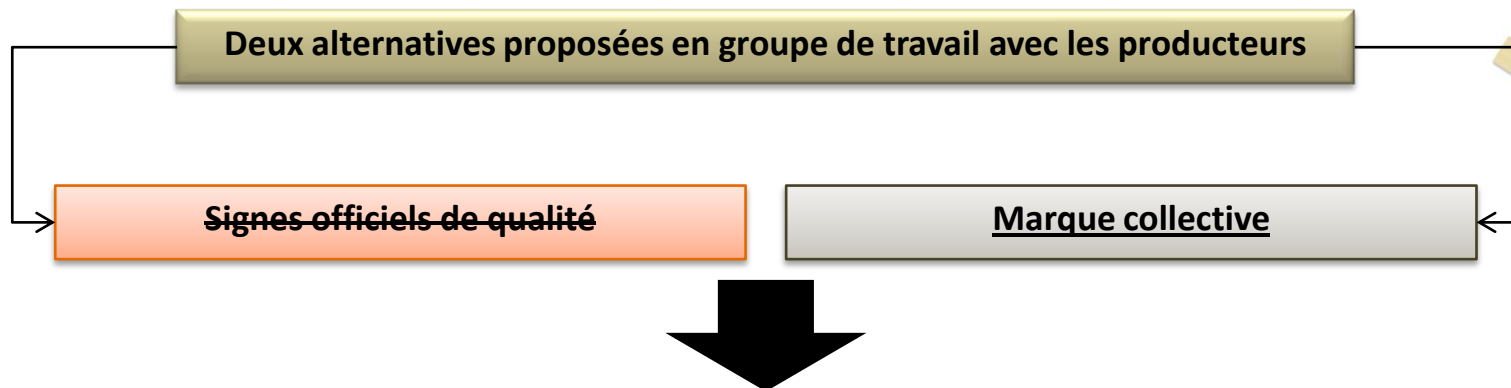 Deux alternatives proposées en groupe de travail avec les producteurs
Signes officiels de qualité
Marque collective